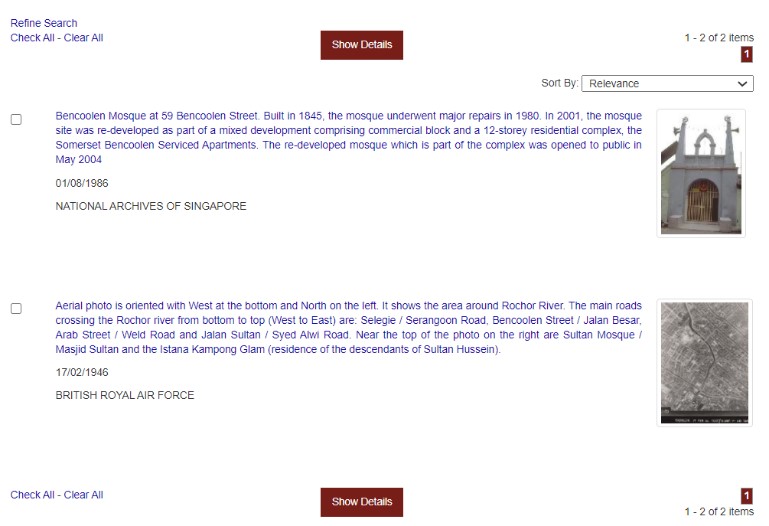 Refine Search
Check All - Clear All
Show Details
1 - 2 of 2 items
1
Sort By: Relevance
Bencoolen Mosque at 59 Bencoolen Street. Built in 1845, the mosque underwent major repairs in 1980. In 2001, the mosque
site was re-developed as part of a mixed development comprising commercial block and a 12-storey residential complex, the
Somerset Bencoolen Serviced Apartments. The re-developed mosque which is part of the complex was opened to public in
May 2004
01/08/1986
NATIONAL ARCHIVES OF SINGAPORE
Aerial photo is oriented with West at the bottom and North on the left. It shows the area around Rochor River. The main roads
crossing the Rochor river from bottom to top (West to East) are: Selegie / Serangoon Road, Bencoolen Street / Jalan Besar,
Arab Street / Weld Road and Jalan Sultan / Syed Alwi Road. Near the top of the photo on the right are Sultan Mosque /
Masjid Sultan and the Istana Kampong Glam (residence of the descendants of Sultan Hussein).
17/02/1946
BRITISH ROYAL AIR FORCE
Check All - Clear All
Show Details
1
1 - 2 of 2 items